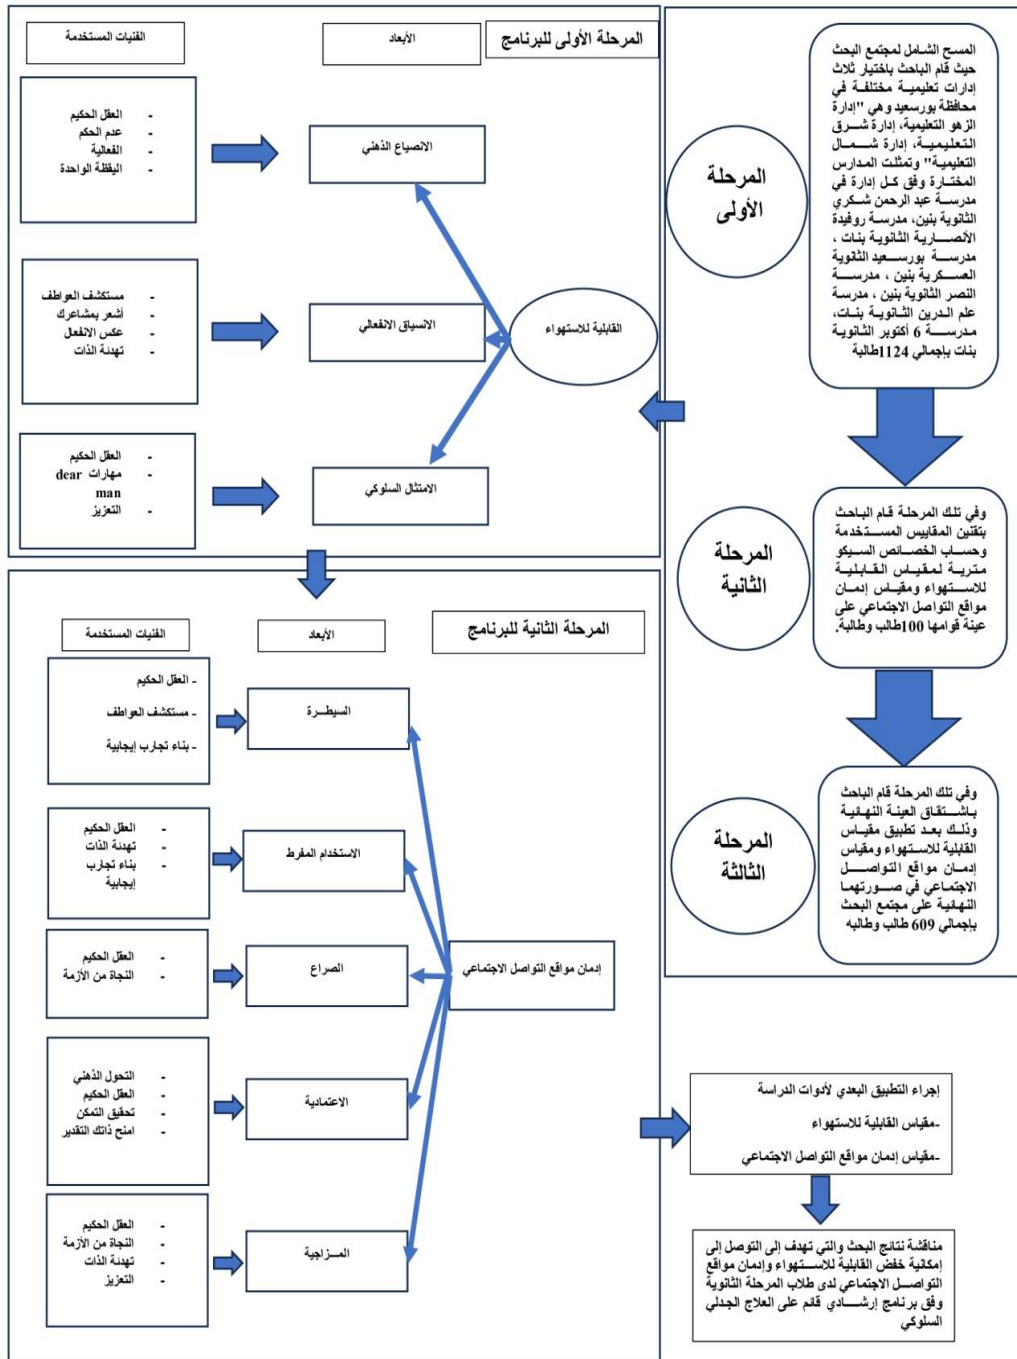 المسح الشامل لمجتمع البحث
حيث قام الباحث باختيار ثلاث
إدارات تعليمية مختلفة في
محافظة بورسعيد وهي "إدارة
الزهو التعليمية، إدارة شرق
التعليمية، إدارة شمال
التعليمية" وتمثلت المدارس
المختارة وفق كل إدارة في
مدرسة عبد الرحمن شكري
الثانوية بنين، مدرسة روفيدة
الأنصارية الثانوية بنات ،
مدرسة بورسعيد الثانوية
العسكرية بنين ، مدرسة
النصر الثانوية بنين ، مدرسة
علم الدرين الثانوية بنات،
مدرسة 6 أكتوبر الثانوية
بنات بإجمالي 1124طالبة
المرحلة
الأولى
وفي تلك المرحلة قام الباحث
بتقتين المقاييس المستخدمة
وحساب الخصائص السيكو
مترية لمقياس القابلية
للاستهواء ومقياس إدمان
مواقع التواصل الاجتماعي على
عينة قوامها 100طالب وطالبة.
المرحلة
الثانية
وفي تلك المرحلة قام الباحث
باشتقاق العينة النهائية
وذلك بعد تطبيق مقياس
القابلية للاستهواء ومقياس
إدمان مواقع التواصل
الاجتماعي في صورتهما
النهائية على مجتمع البحث
بإجمالي 609 طالب وطالبه
المرحلة
الثالثة
المرحلة الأولى للبرنامج
الأبعاد
الفنيات المستخدمة
القابلية للاستهواء
الانصياع الذهني
- العقل الحكيم
- عدم الحكم
- الفعالية
- اليقظة الواحدة
الانسياق الانفعالي
- مستكشف العواطف
- أشعر بمشاعرك
- عكس الانفعال
- تهدئة الذات
الامتثال السلوكي
- العقل الحكيم
- مهارات dear
man
- التعزيز
المرحلة الثانية للبرنامج
الأبعاد
الفنيات المستخدمة
إدمان مواقع التواصل الاجتماعي
السيطرة
- العقل الحكيم
- مستكشف العواطف
- بناء تجارب إيجابية
الاستخدام المفرط
- العقل الحكيم
- تهدئة الذات
- بناء تجارب
إيجابية
الصراع
- العقل الحكيم
- النجاة من الأزمة
الاعتمادية
- التحول الذهني
- العقل الحكيم
- تحقيق التمكن
- امنح ذاتك التقدير
المزاجية
- العقل الحكيم
- النجاة من الأزمة
- تهدئة الذات
- التعزيز
إجراء التطبيق البعدي لأدوات الدراسة
-مقياس القابلية للاستهواء
-مقياس إدمان مواقع التواصل الاجتماعي
مناقشة نتائج البحث والتي تهدف إلى التوصل إلى
إمكانية خفض القابلية للاستهواء وإدمان مواقع
التواصل الاجتماعي لدى طلاب المرحلة الثانوية
وفق برنامج إرشادي قائم على العلاج الجدلي
السلوكي